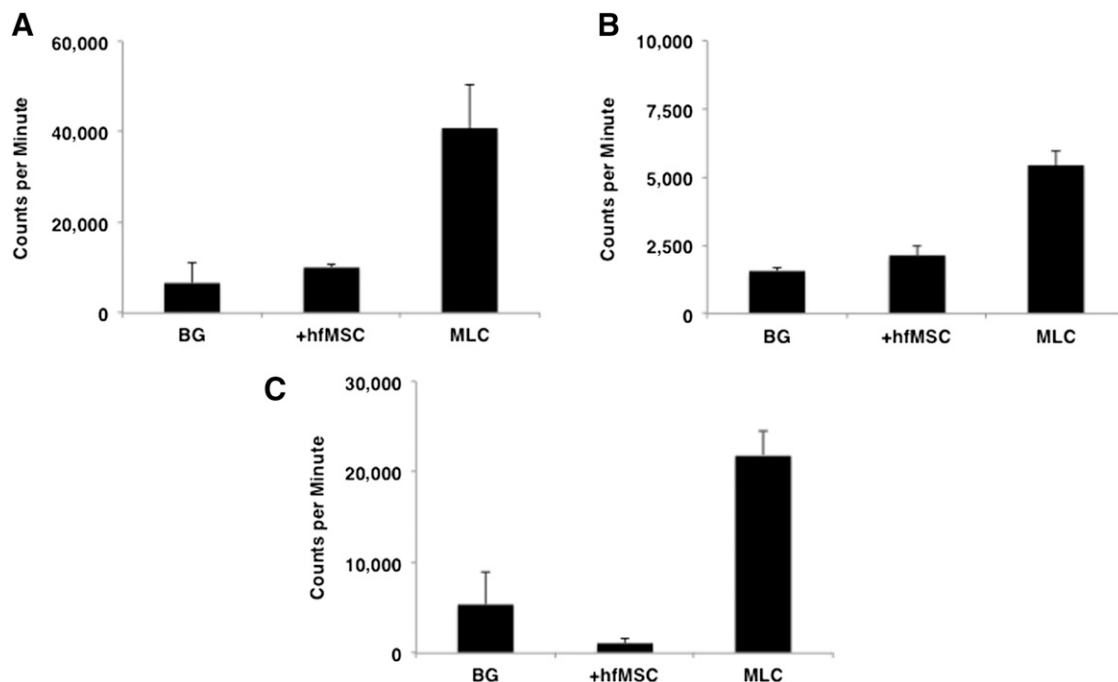 A
60,000
40,000
20,000
0
Counts per Minute
BG +hfMSC MLC
B
10,000
7,500
5,000
2,500
0
Counts per Minute
BG +hfMSC MLC
C
30,000
20,000
10,000
0
Counts per Minute
BG +hfMSC MLC